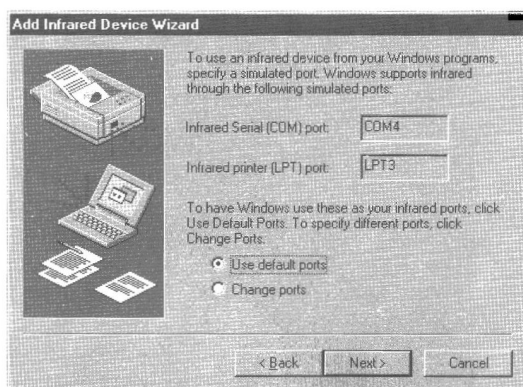 Add Infrared Device Wizard
To use an infrared device from your Windows programs,
specify a simulated port. Windows supports infrared
through the following simulated ports:
Infrared Serial (COM) port: COM4
Infrared printer (LPT) port: LPT3
To have Windows use these as your infrared ports, click
Use Default Ports. To specify different ports, click
Change Ports.
Use default ports
Change ports
< Back Next > Cancel